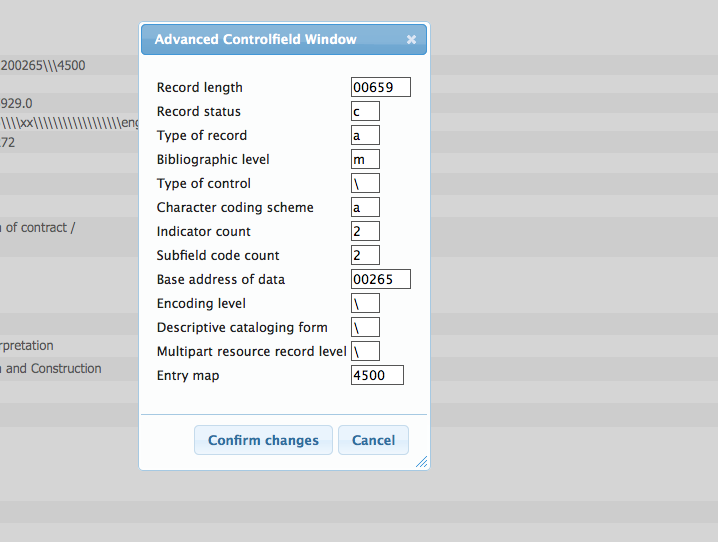 Advanced Controlfield Window
200265\\\4500
Record length 00659
929.0
Record status c
\\\\xx\\\\\\\\\\\\\\\\\\eng
Type of record a
272
Bibliographic level m
Type of control \
Character coding scheme a
of contract /
Indicator count 2
Subfield code count 2
Base address of data 00265
Encoding level \
Descriptive cataloging form \
rpretation
Multipart resource record level \
and Construction
Entry map 4500
Confirm changes Cancel